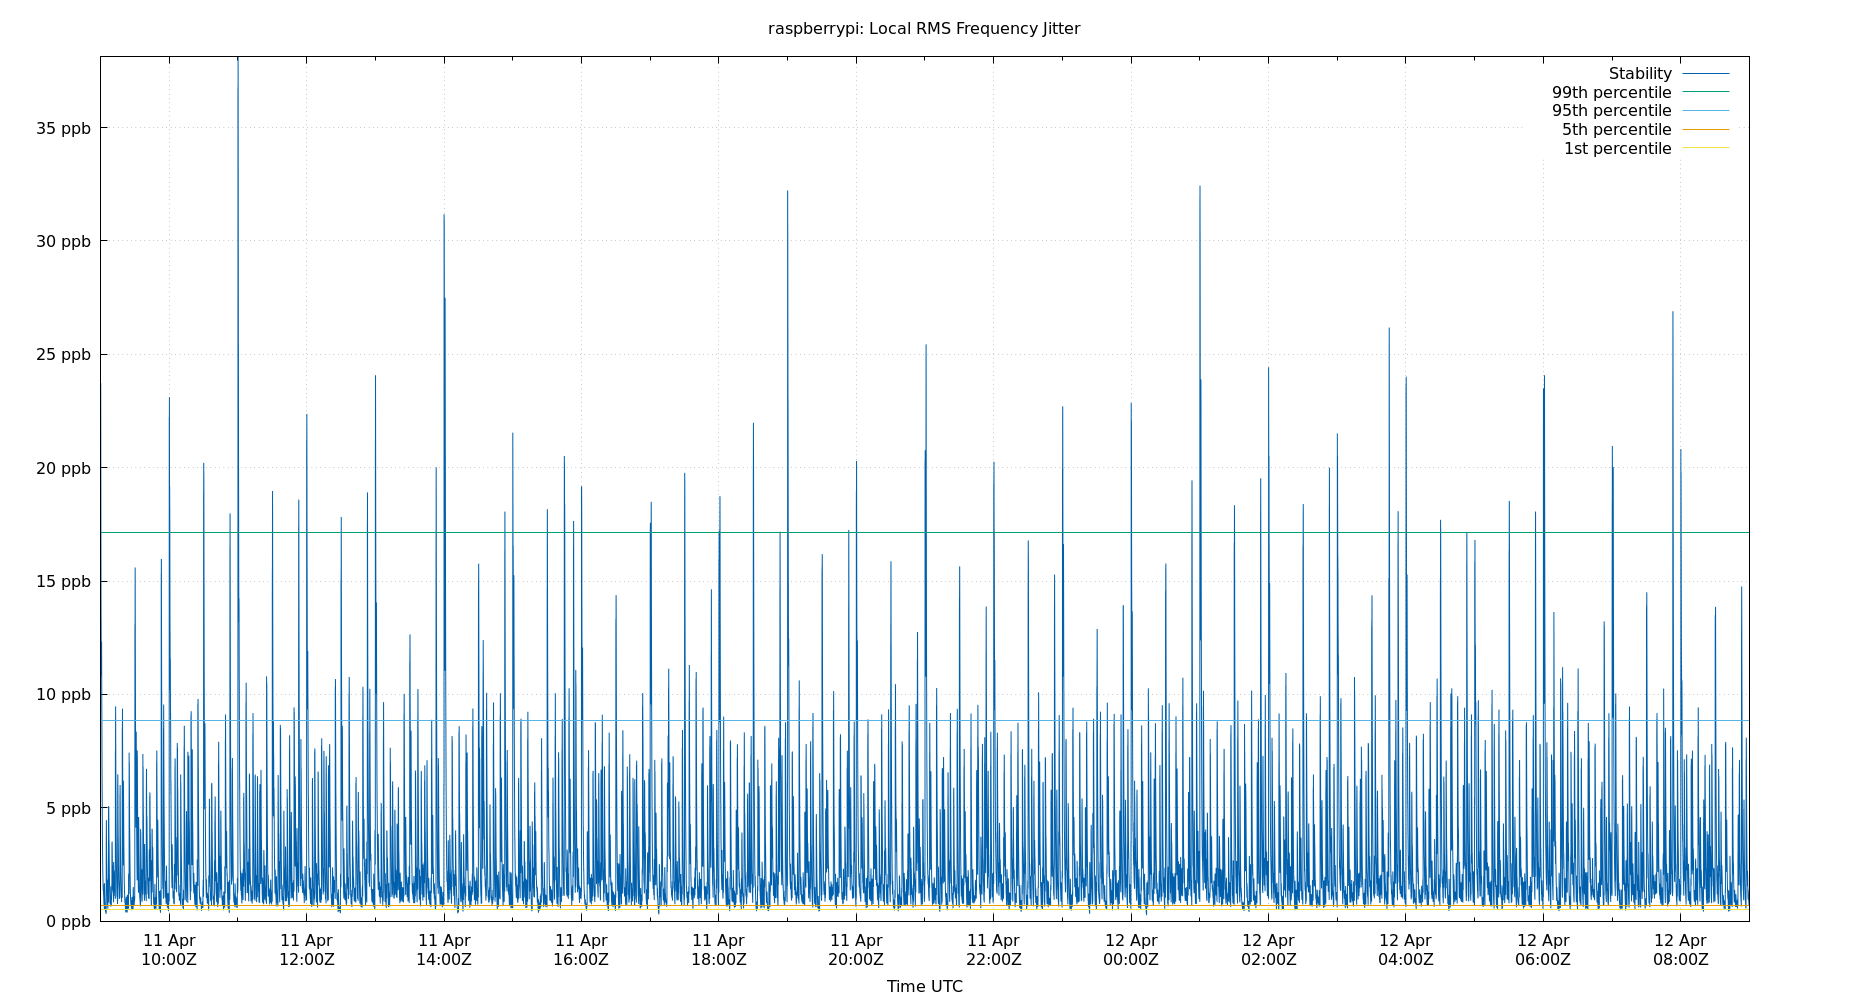 raspberrypi: Local RMS Frequency Jitter
Stability
99th percentile
95th percentile
5th percentile
1st percentile
35 ppb
30 ppb
25 ppb
20 ppb
15 ppb
10 ppb
5 ppb
0 ppb
11 Apr 11 Apr 11 Apr 11 Apr 11 Apr 11 Apr 11 Apr 12 Apr 12 Apr 12 Apr 12 Apr 12 Apr
10:00Z 12:00Z 14:00Z 16:00Z 18:00Z 20:00Z 22:00Z 00:00Z 02:00Z 04:00Z 06:00Z 08:00Z
Time UTC